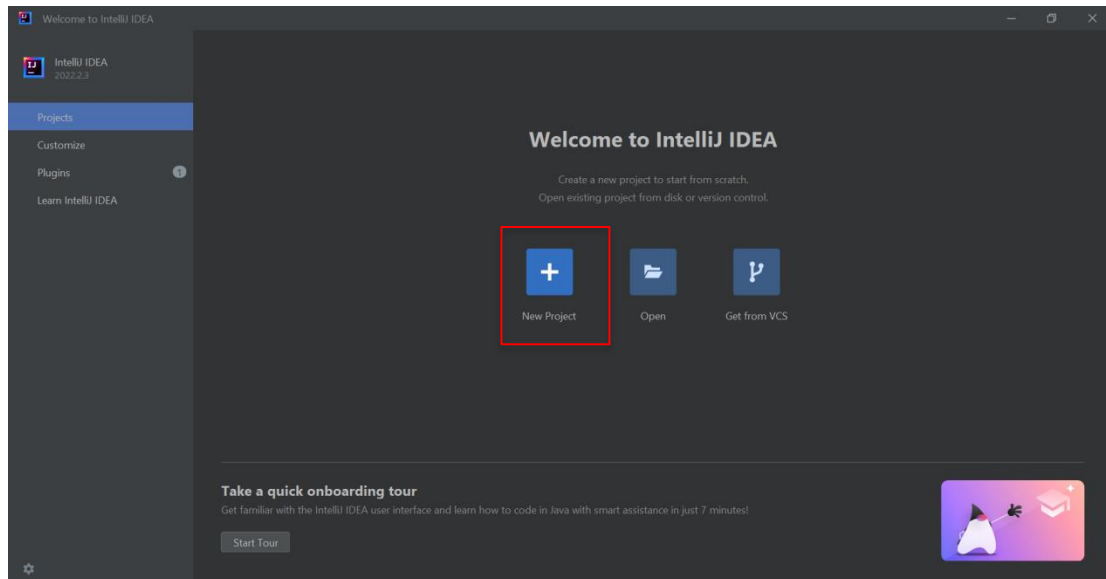 Welcome to IntelliJ IDEA
IntelliJ IDEA
2022.2.3
Projects
Customize
Plugins 1
Learn IntelliJ IDEA
Welcome to IntelliJ IDEA
Create a new project to start from scratch.
Open existing project from disk or version control.
New Project Open Get from VCS
Take a quick onboarding tour
Get familiar with the IntelliJ IDEA user interface and learn how to code in Java with smart assistance in just 7 minutes!
Start Tour